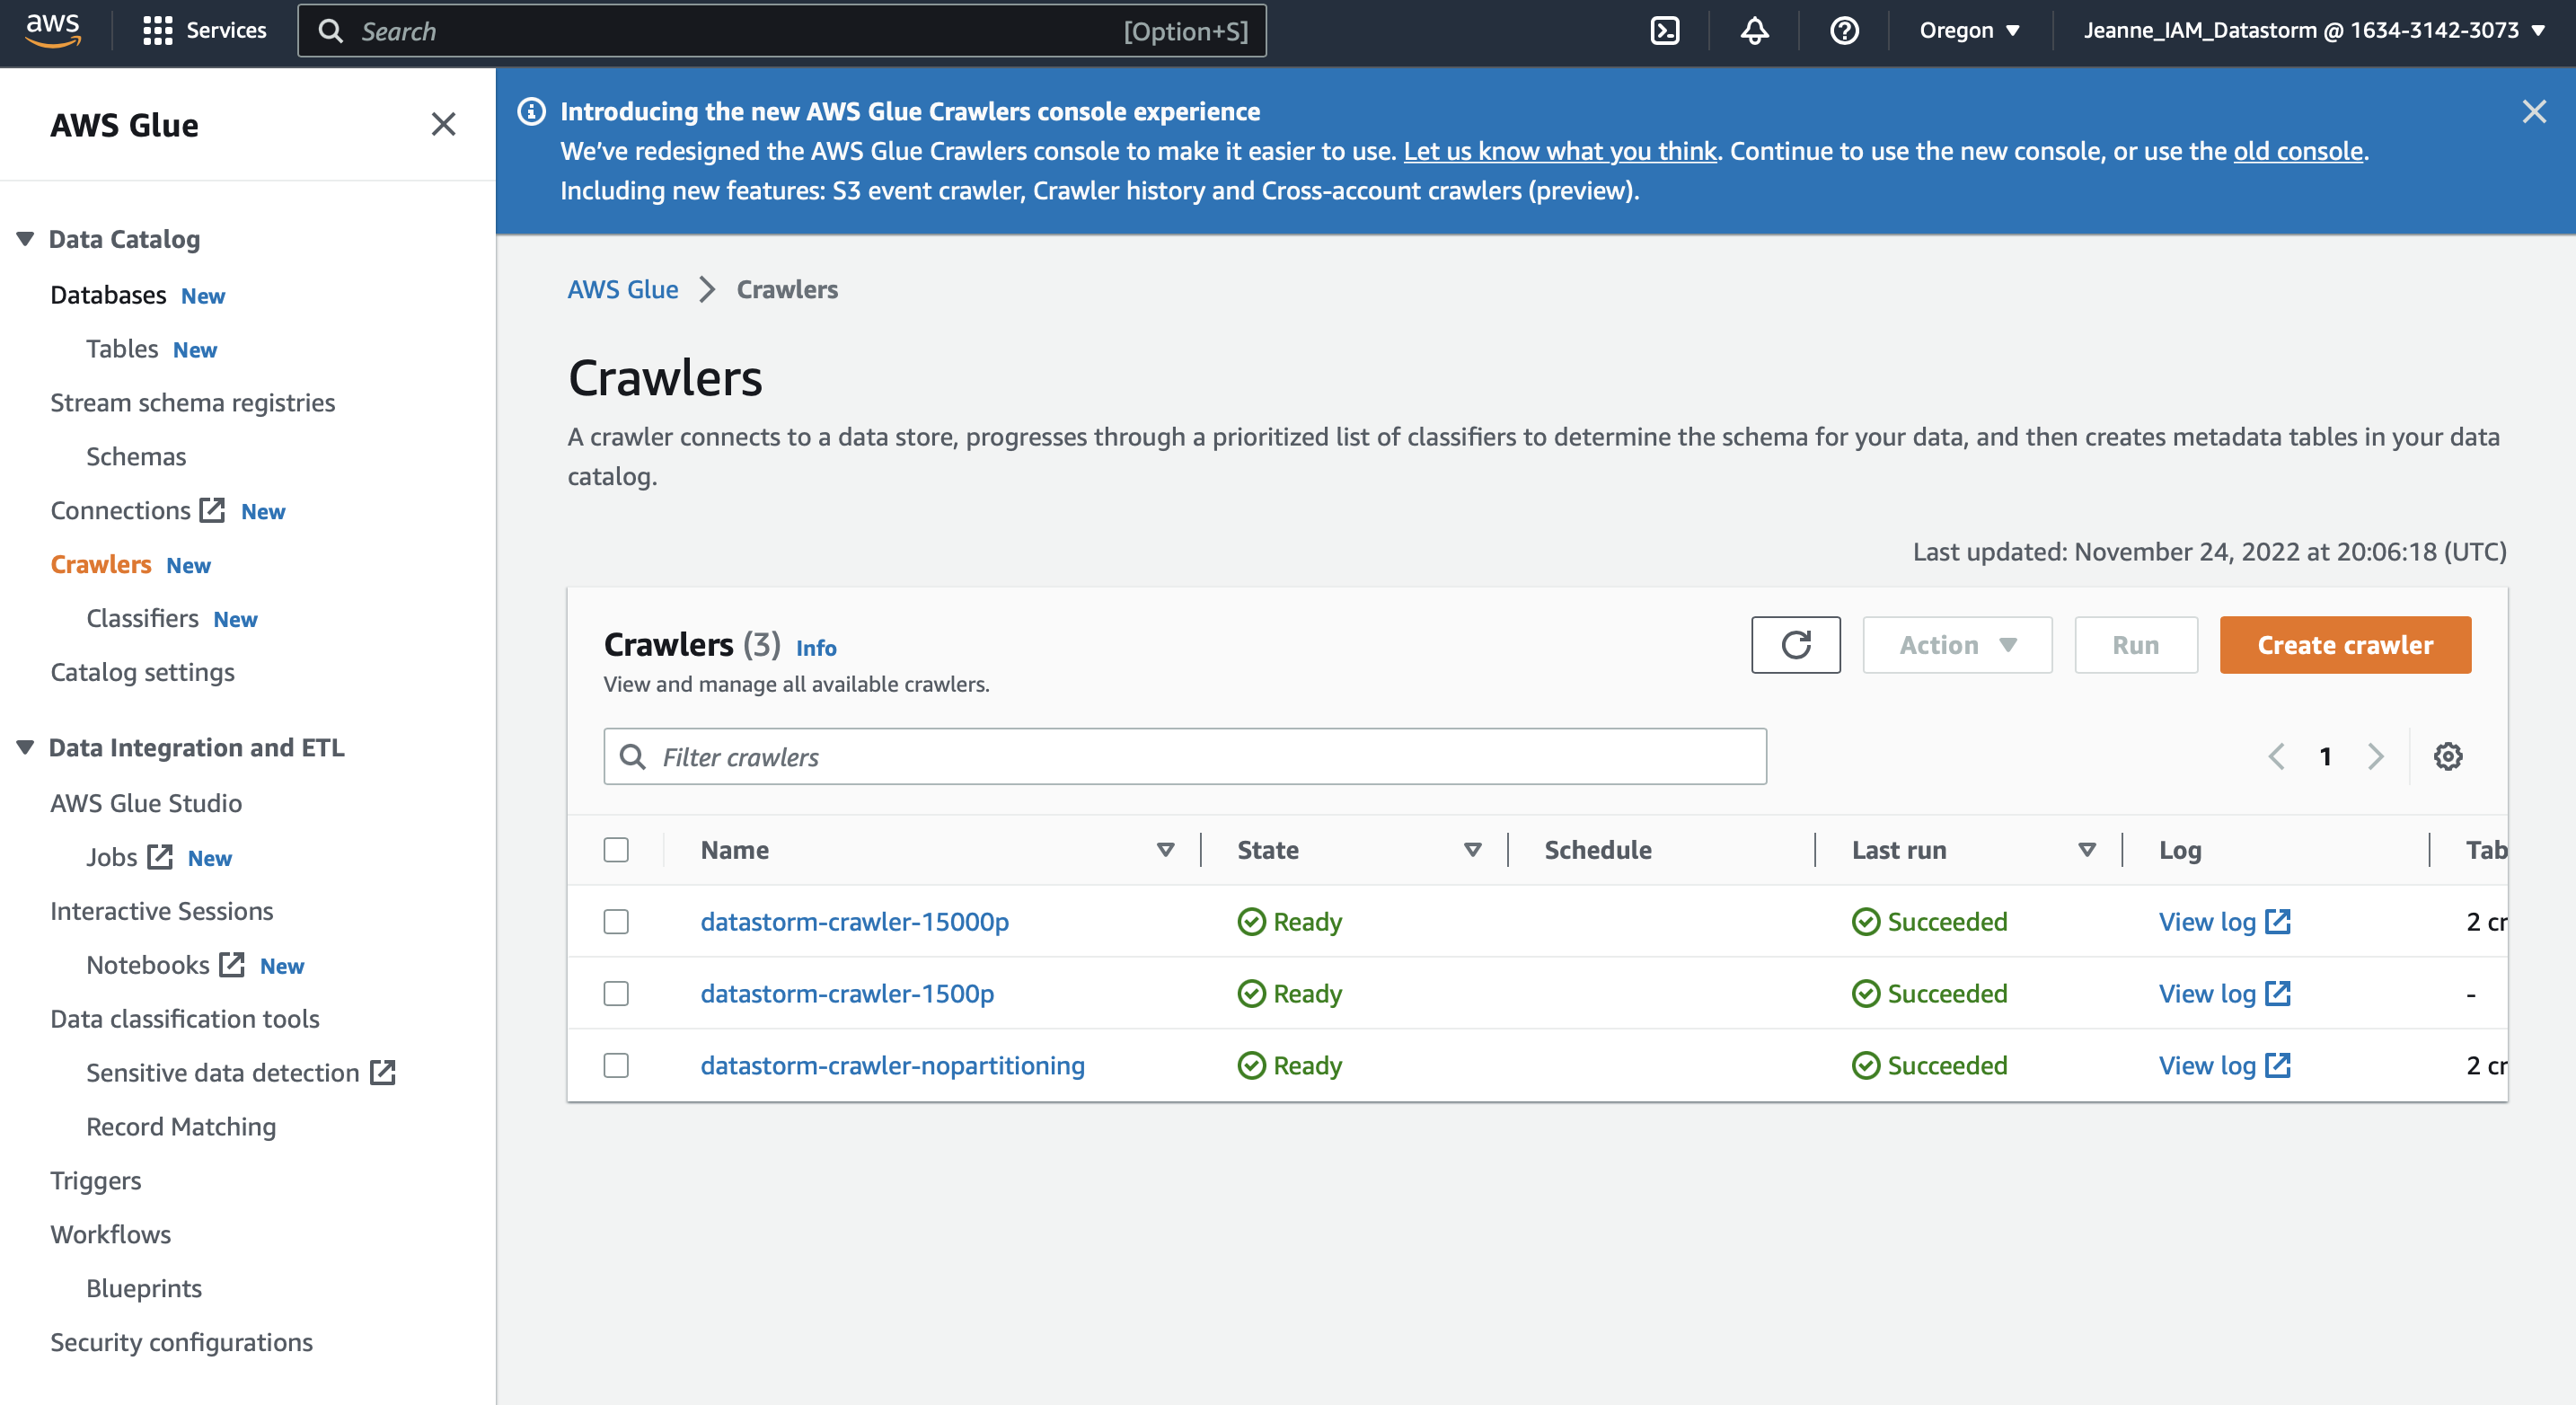 aws
Services
Search [Option+S]
Oregon
Jeanne_IAM_Datastorm @ 1634-3142-3073
AWS Glue
Data Catalog
Databases New
Tables New
Stream schema registries
Schemas
Connections New
Crawlers New
Classifiers New
Catalog settings
Data Integration and ETL
AWS Glue Studio
Jobs New
Interactive Sessions
Notebooks New
Data classification tools
Sensitive data detection
Record Matching
Triggers
Workflows
Blueprints
Security configurations
Introducing the new AWS Glue Crawlers console experience
We’ve redesigned the AWS Glue Crawlers console to make it easier to use. Let us know what you think. Continue to use the new console, or use the old console.
Including new features: S3 event crawler, Crawler history and Cross-account crawlers (preview).
AWS Glue Crawlers
Crawlers
A crawler connects to a data store, progresses through a prioritized list of classifiers to determine the schema for your data, and then creates metadata tables in your data
catalog.
Last updated: November 24, 2022 at 20:06:18 (UTC)
Crawlers (3) Info
View and manage all available crawlers.
Action
Run
Create crawler
Filter crawlers
1
Name State Schedule Last run Log Tab
datastorm-crawler-15000p Ready Succeeded View log 2 cr
datastorm-crawler-1500p Ready Succeeded View log -
datastorm-crawler-nopartitioning Ready Succeeded View log 2 cr